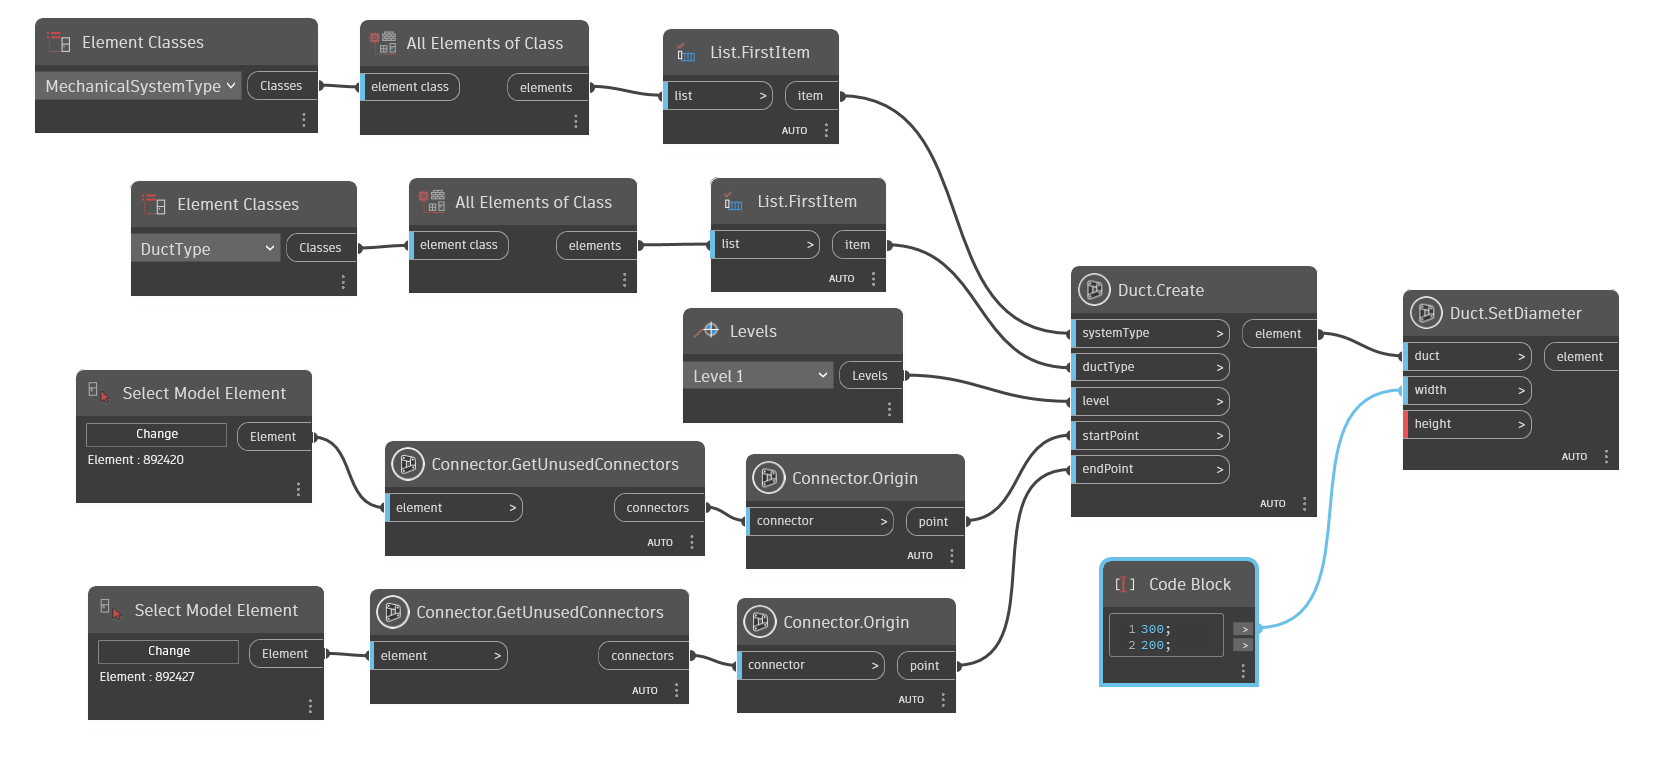 Element Classes
MechanicalSystemType
Classes
All Elements of Class
element class
elements
List.FirstItem
list >
item
AUTO
Element Classes
DuctType
Classes
All Elements of Class
element class
elements
List.FirstItem
list >
item
AUTO
Levels
Level 1
Levels
Select Model Element
Change
Element
Element : 892420
Connector.GetUnusedConnectors
element >
connectors
AUTO
Connector.Origin
connector >
point
AUTO
Select Model Element
Change
Element
Element : 892427
Connector.GetUnusedConnectors
element >
connectors
AUTO
Connector.Origin
connector >
point
AUTO
Duct.Create
systemType >
element
ductType >
level >
startPoint >
endPoint >
AUTO
Code Block
1 300; >
2 200; >
Duct.SetDiameter
duct >
element
width >
height >
AUTO